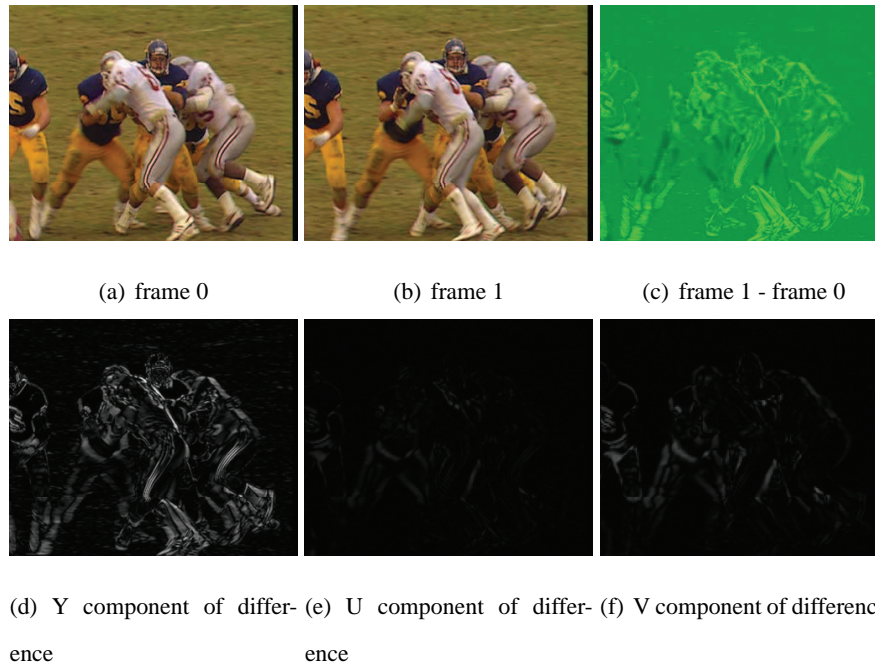 (a) frame 0
(b) frame 1
(c) frame 1 - frame 0
(d) Y component of differ-
ence
(e) U component of differ-
ence
(f) V component of differenc